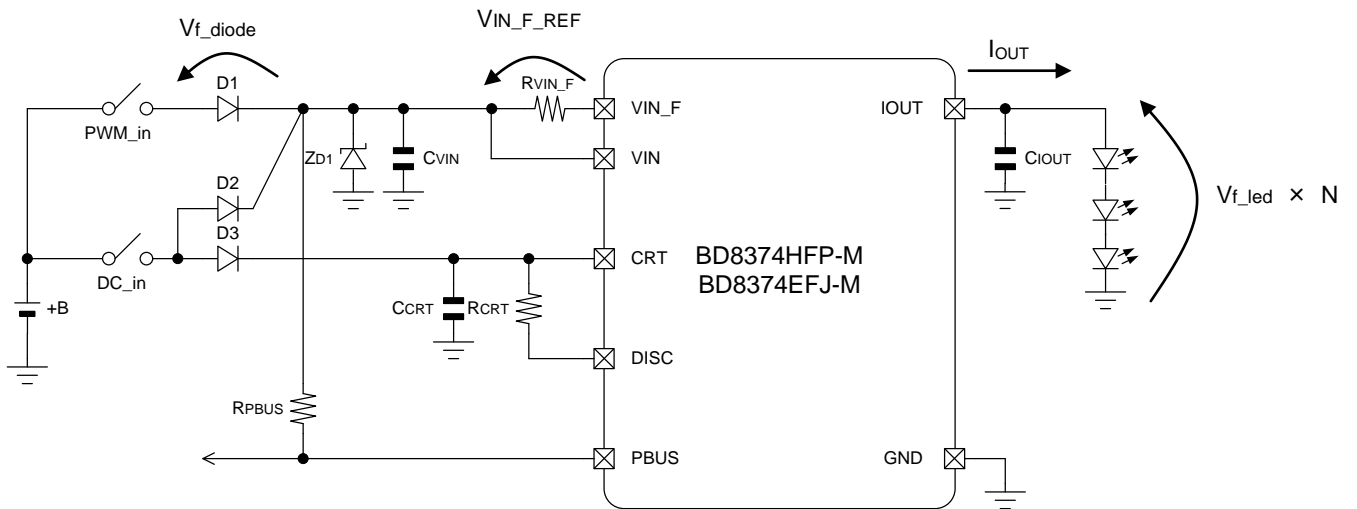 Vf_diode
VIN_F_REF
IOUT
D1
RVIN_F
PWM_in
VIN_F
IOUT
ZD1
CVIN
VIN
CIOUT
D2
Vf_led × N
D3
DC_in
CRT
BD8374HFP-M
BD8374EFJ-M
+B
CCRT
RCRT
DISC
RPBUS
PBUS
GND